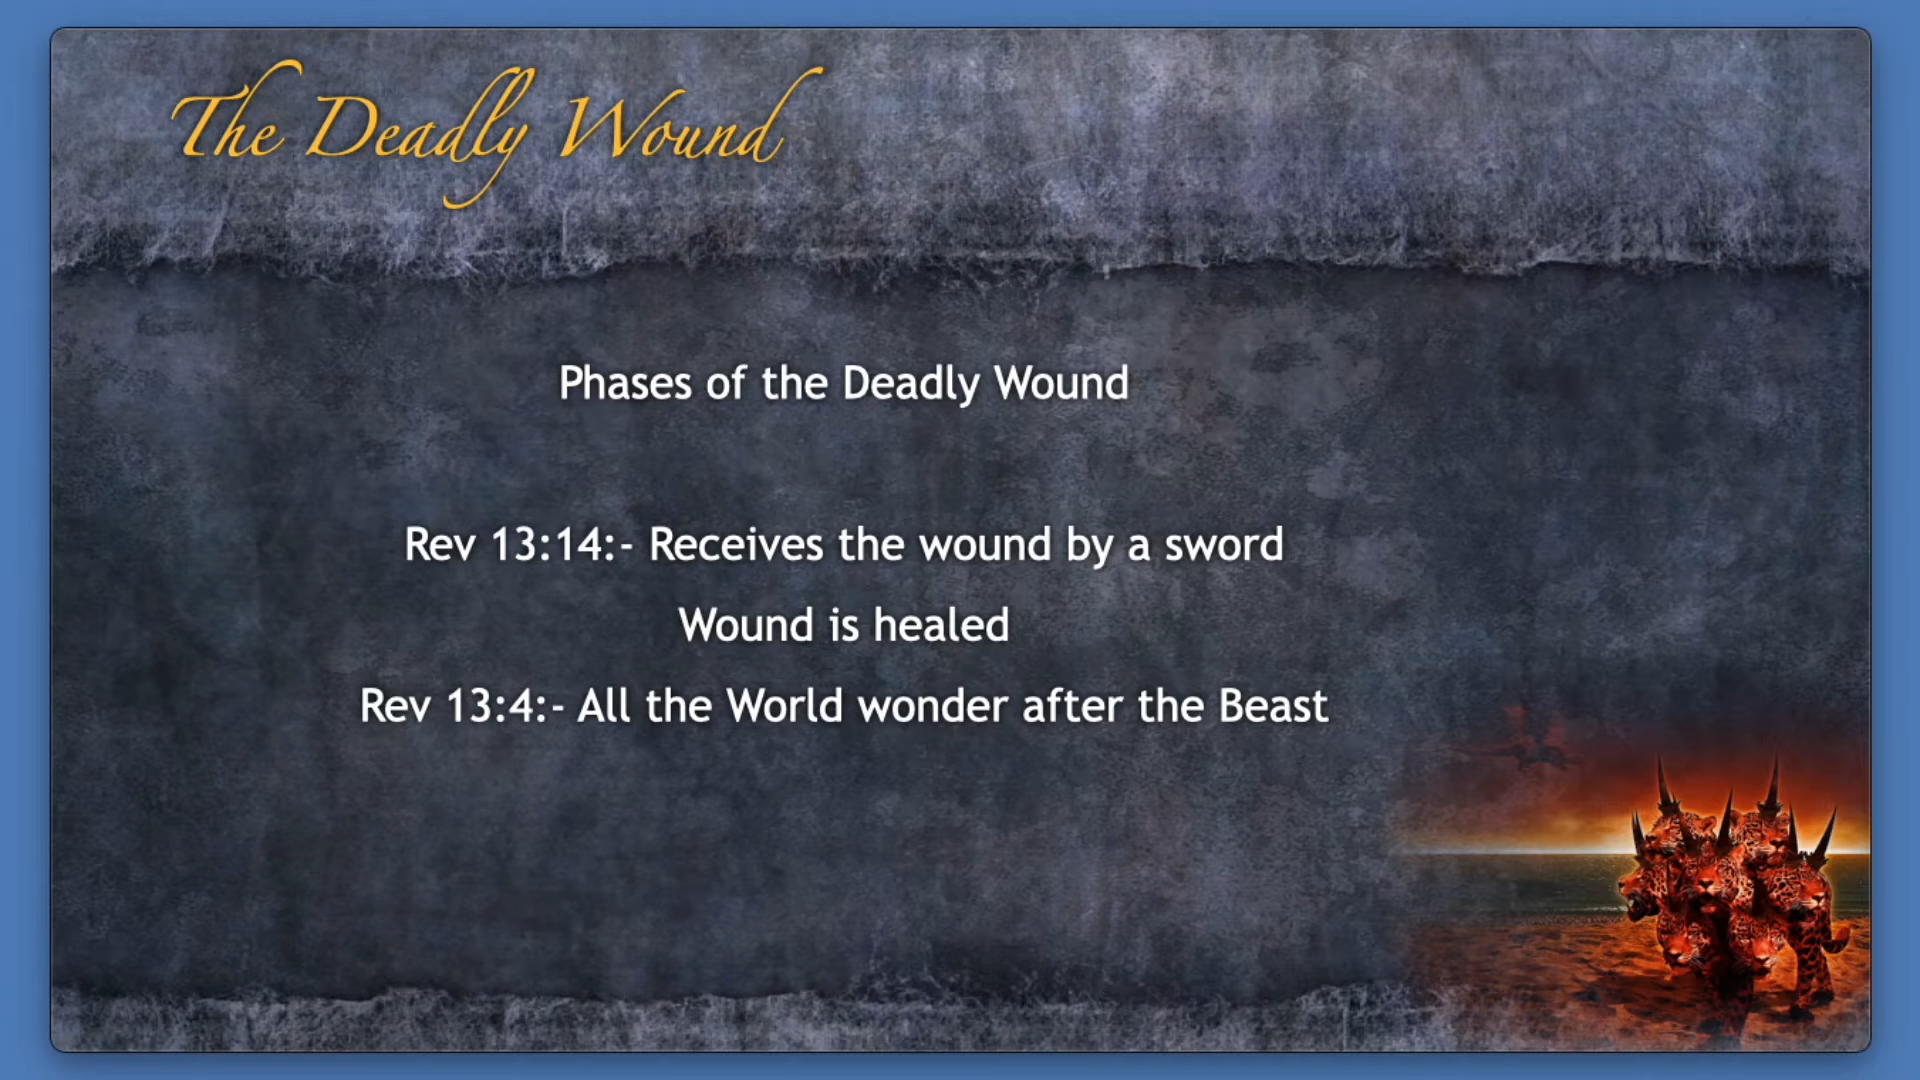 The Deadly Wound
Phases of the Deadly Wound
Rev 13:14:- Receives the wound by a sword
Wound is healed
Rev 13:4:- All the World wonder after the Beast